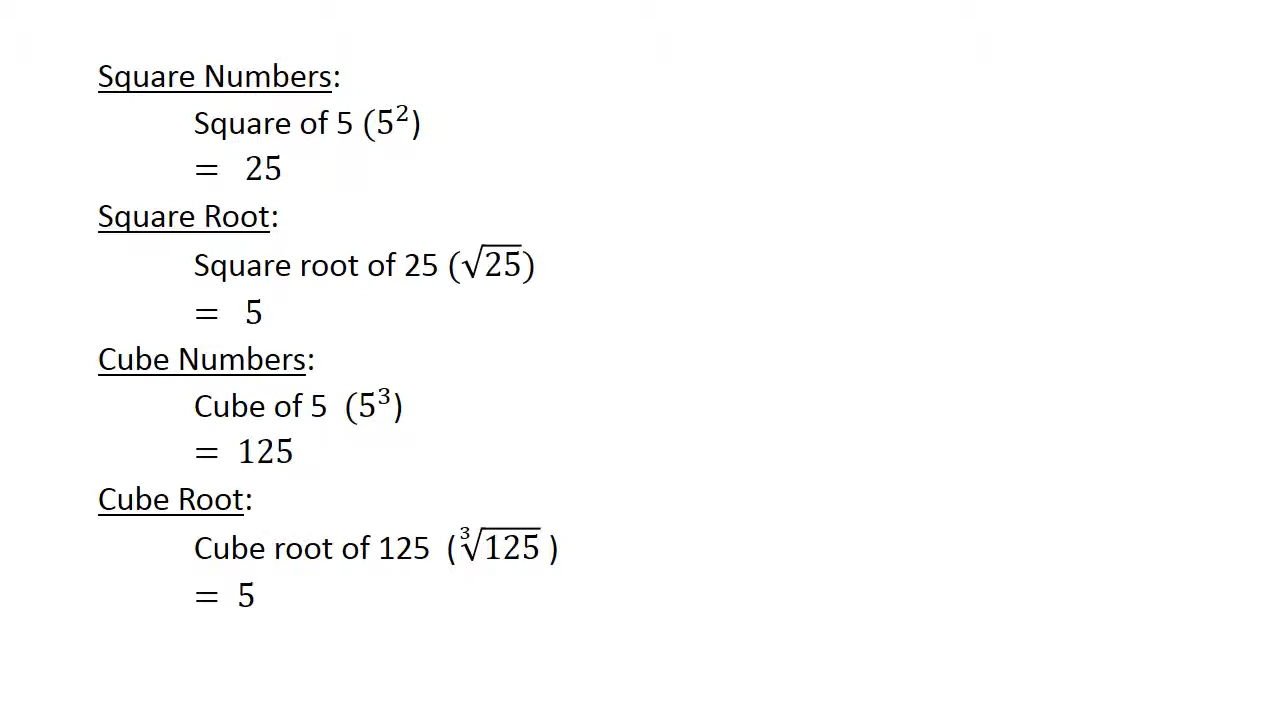 Square Numbers:
Square of 5 (5²)
= 25
Square Root:
Square root of 25 (√25)
= 5
Cube Numbers:
Cube of 5 (5³)
= 125
Cube Root:
Cube root of 125 (∛125 )
= 5